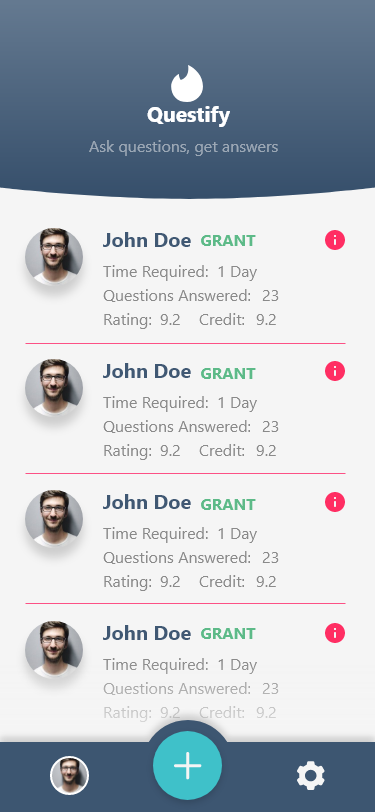 Questify
Ask questions, get answers
John Doe GRANT
Time Required: 1 Day
Questions Answered: 23
Rating: 9.2 Credit: 9.2
John Doe GRANT
Time Required: 1 Day
Questions Answered: 23
Rating: 9.2 Credit: 9.2
John Doe GRANT
Time Required: 1 Day
Questions Answered: 23
Rating: 9.2 Credit: 9.2
John Doe GRANT
Time Required: 1 Day
Questions Answered: 23
Rating: 9.2 Credit: 9.2